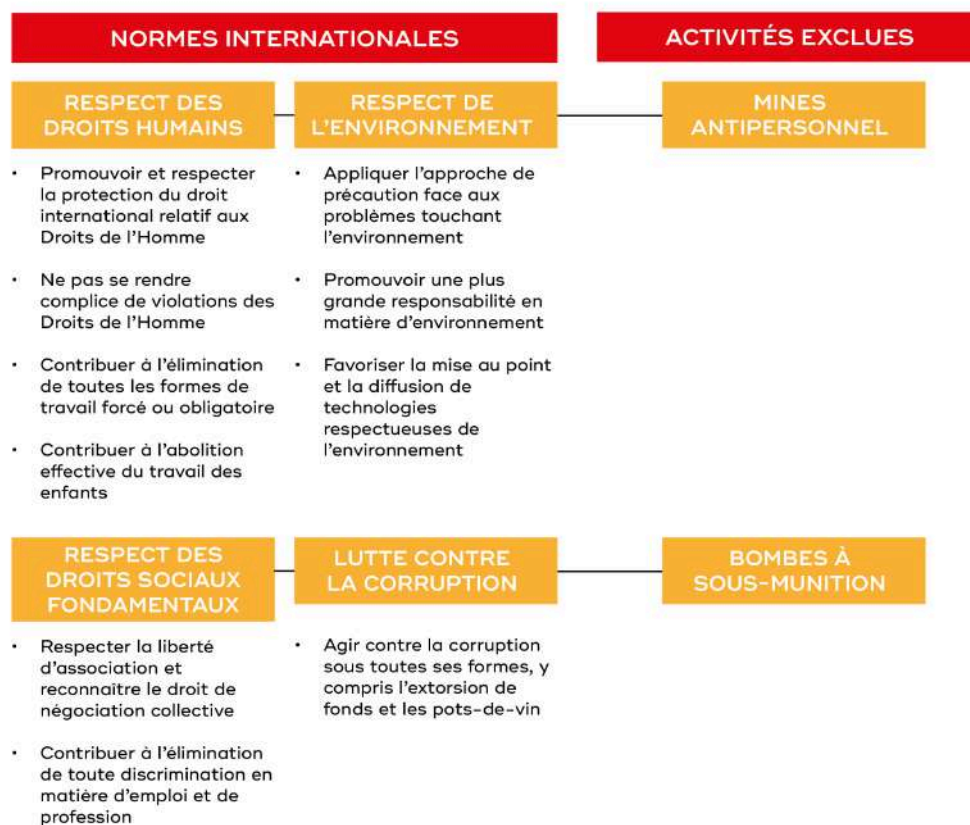 NORMES INTERNATIONALES
ACTIVITÉS EXCLUES
RESPECT DES
DROITS HUMAINS
RESPECT DE
L'ENVIRONNEMENT
MINES
ANTIPERSONNEL
• Promouvoir et respecter
la protection du droit
international relatif aux
Droits de l'Homme
• Ne pas se rendre
complice de violations des
Droits de l'Homme
• Contribuer à l'élimination
de toutes les formes de
travail forcé ou obligatoire
• Contribuer à l'abolition
effective du travail des
enfants
• Appliquer l'approche de
précaution face aux
problèmes touchant
l'environnement
• Promouvoir une plus
grande responsabilité en
matière d'environnement
• Favoriser la mise au point
et la diffusion de
technologies
respectueuses de
l'environnement
RESPECT DES
DROITS SOCIAUX
FONDAMENTAUX
LUTTE CONTRE
LA CORRUPTION
BOMBES À
SOUS-MUNITION
• Respecter la liberté
d'association et
reconnaître le droit de
négociation collective
• Contribuer à l'élimination
de toute discrimination en
matière d'emploi et de
profession
• Agir contre la corruption
sous toutes ses formes, y
compris l'extorsion de
fonds et les pots-de-vin